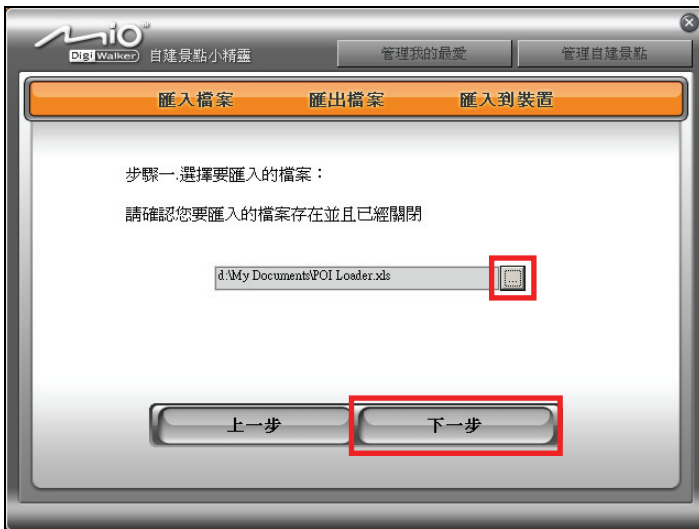 Mio™
DigiWalker 自建景點小精靈
管理我的最愛 管理自建景點
匯入檔案 匯出檔案 匯入到裝置
步驟一.選擇要匯入的檔案：
請確認您要匯入的檔案存在並且已經關閉
d:\My Documents\POI Loader.xls ...
上一步 下一步